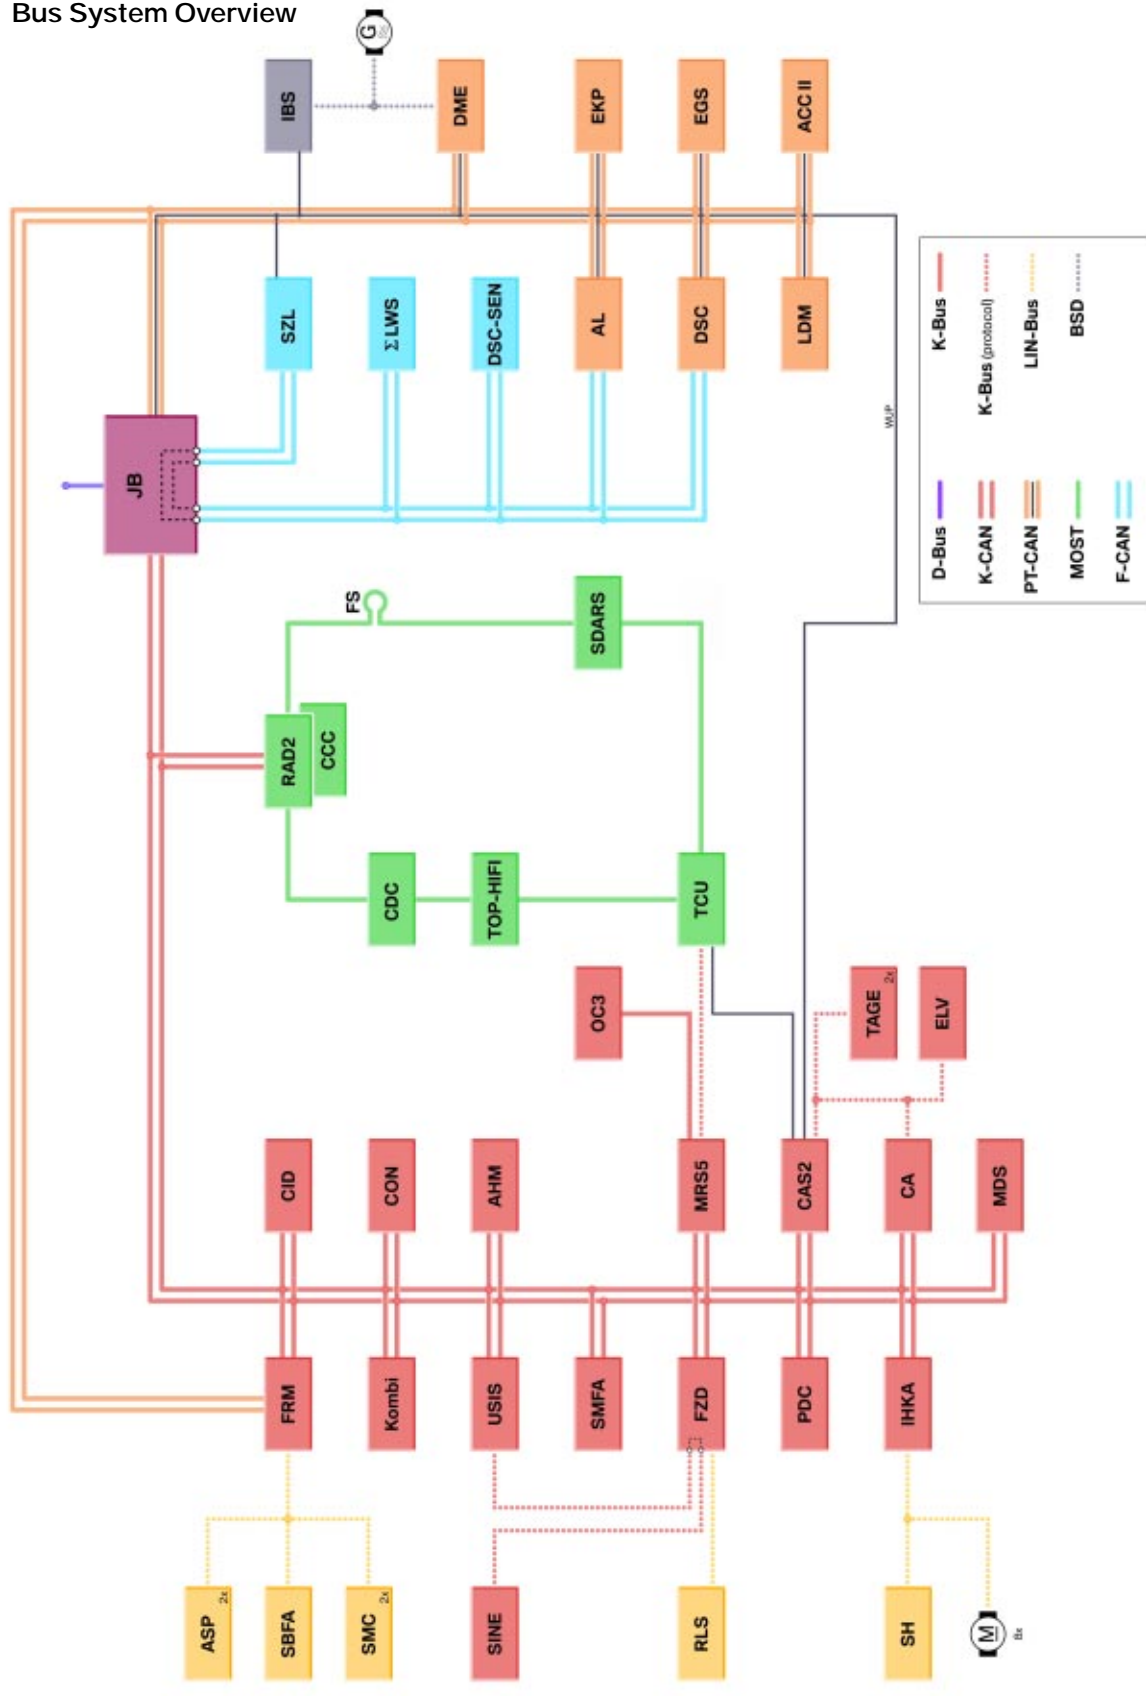 Bus System Overview
G
IBS
DME
EKP
EGS
ACC II
SZL
Σ LWS
DSC-SEN
AL
DSC
LDM
JB
WUP
FS
SDARS
RAD2
CCC
CDC
TOP-HIFI
TCU
OC3
TAGE
2x
ELV
CID
CON
AHM
MRS5
CAS2
CA
MDS
FRM
Kombi
USIS
SMFA
FZD
PDC
IHKA
ASP
2x
SBFA
SMC
2x
SINE
RLS
SH
M
D-Bus
K-CAN
PT-CAN
MOST
F-CAN
K-Bus
K-Bus (protocol)
LIN-Bus
BSD